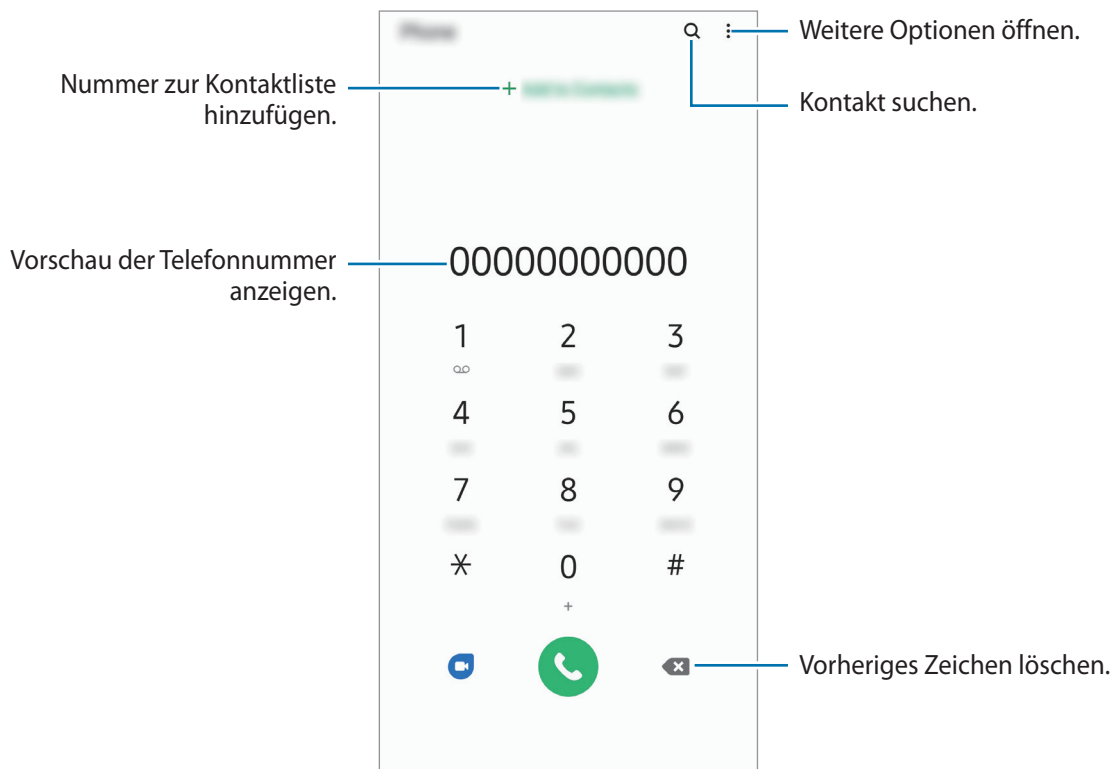 Weitere Optionen öffnen.
Nummer zur Kontaktliste
hinzufügen.
Kontakt suchen.
Vorschau der Telefonnummer
anzeigen.
00000000000
1 2 3
4 5 6
7 8 9
* 0 #
+
Vorheriges Zeichen löschen.